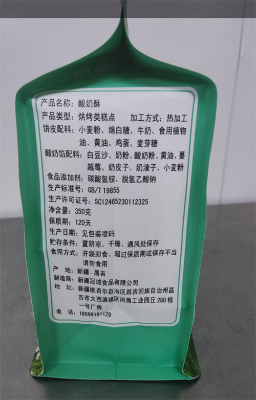 产品名称：酸奶酥
产品类型：烘烤类糕点 加工方式：热加工
饼皮配料：小麦粉、绵白糖、牛奶、食用植物
油、黄油、鸡蛋、麦芽糖
酸奶馅配料：白豆沙、奶粉、酸奶粉、黄油、蔓
越莓、奶皮子、奶渣子、小麦粉
食品添加剂：碳酸氢铵、脱氢乙酸钠
生产标准号：GB/T19855
生产许可证号：SC12465230112325
净含量：350克
保质期：120天
生产日期：见包装喷码
贮存条件：置阴凉、干燥、通风处保存
食用方式：开袋即食、超过保质期或保存不当
请勿食用
产地：新疆.昌吉
制造商：新疆冠域食品有限公司
地址：新疆维吾尔自治区昌吉回族自治州昌
吉市大西渠镇区闽昌工业园丘280栋
一号厂房
电话：